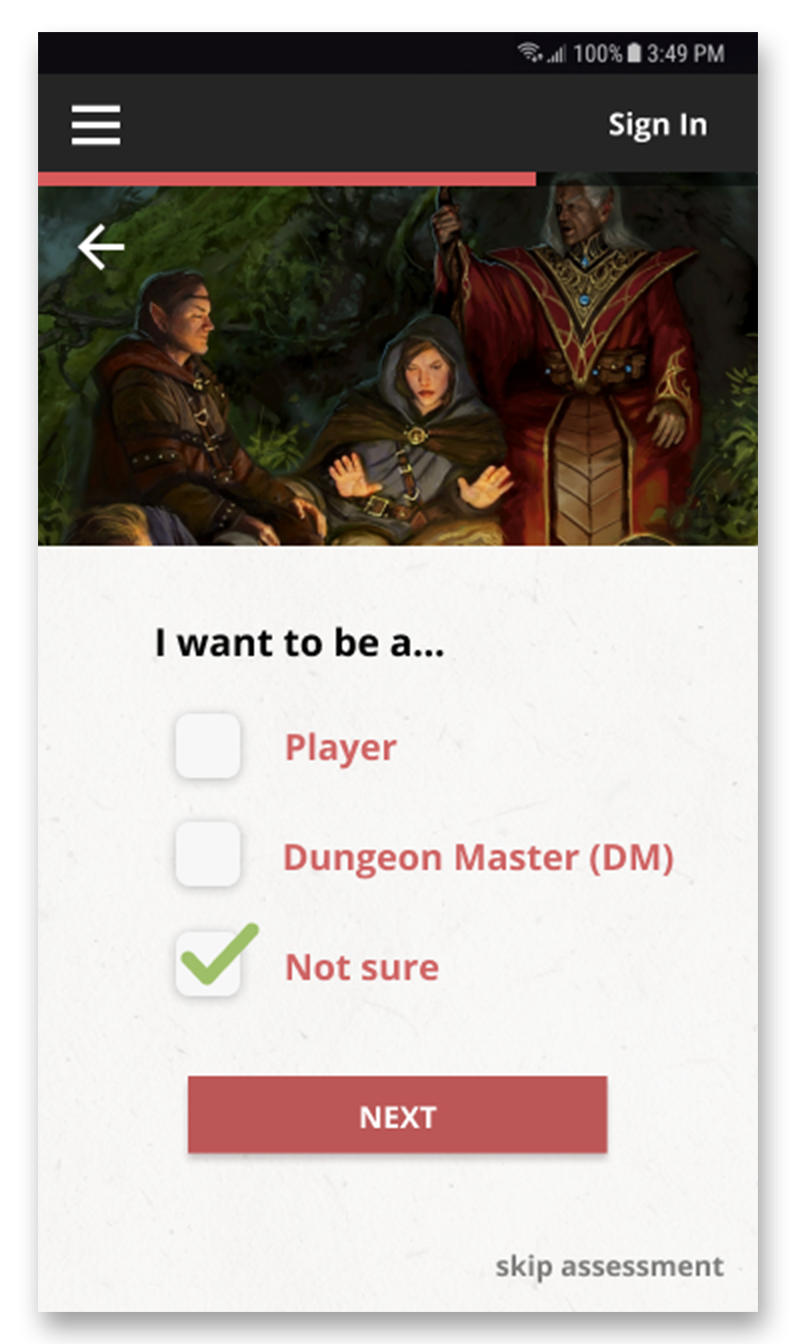 100% 3:49 PM
Sign In
I want to be a...
Player
Dungeon Master (DM)
Not sure
NEXT
skip assessment